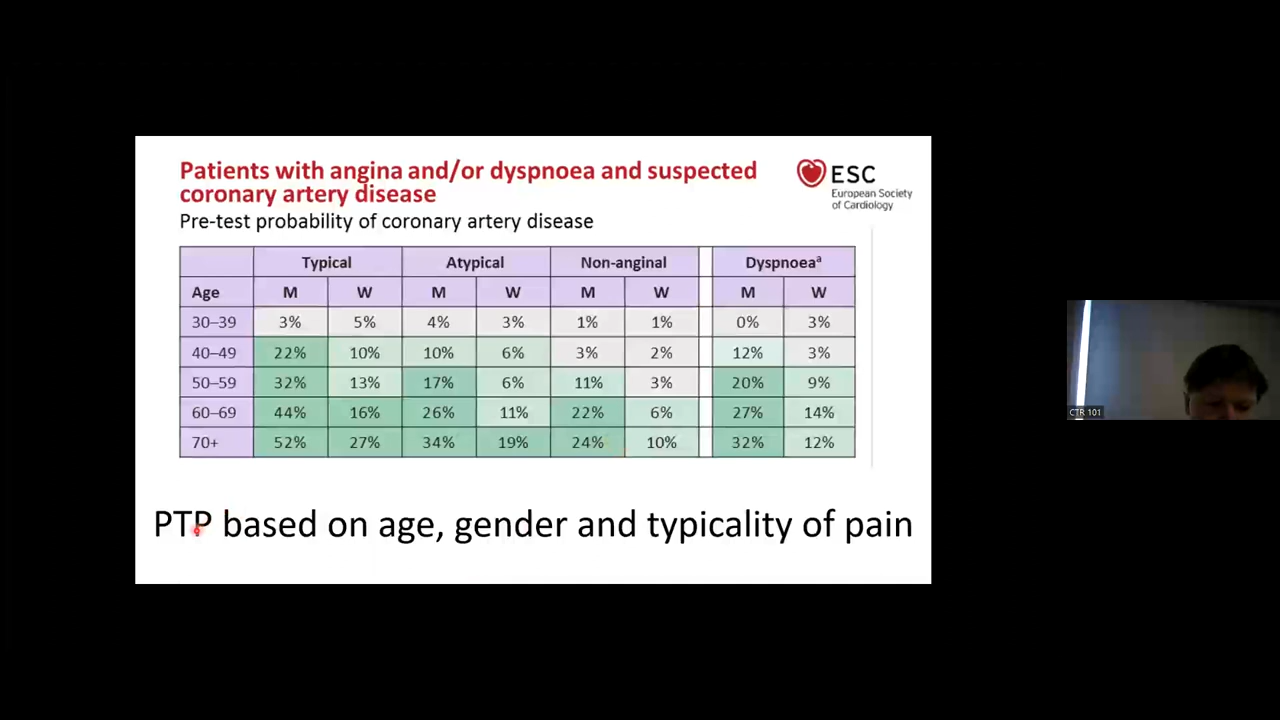 Patients with angina and/or dyspnoea and suspected
coronary artery disease
Pre-test probability of coronary artery disease
ESC
European Society
of Cardiology
Typical Atypical Non-anginal Dyspnoeaª
Age M W M W M W M W
30–39 3% 5% 4% 3% 1% 1% 0% 3%
40–49 22% 10% 10% 6% 3% 2% 12% 3%
50–59 32% 13% 17% 6% 11% 3% 20% 9%
60–69 44% 16% 26% 11% 22% 6% 27% 14%
70+ 52% 27% 34% 19% 24% 10% 32% 12%
PTP based on age, gender and typicality of pain
CTR 101